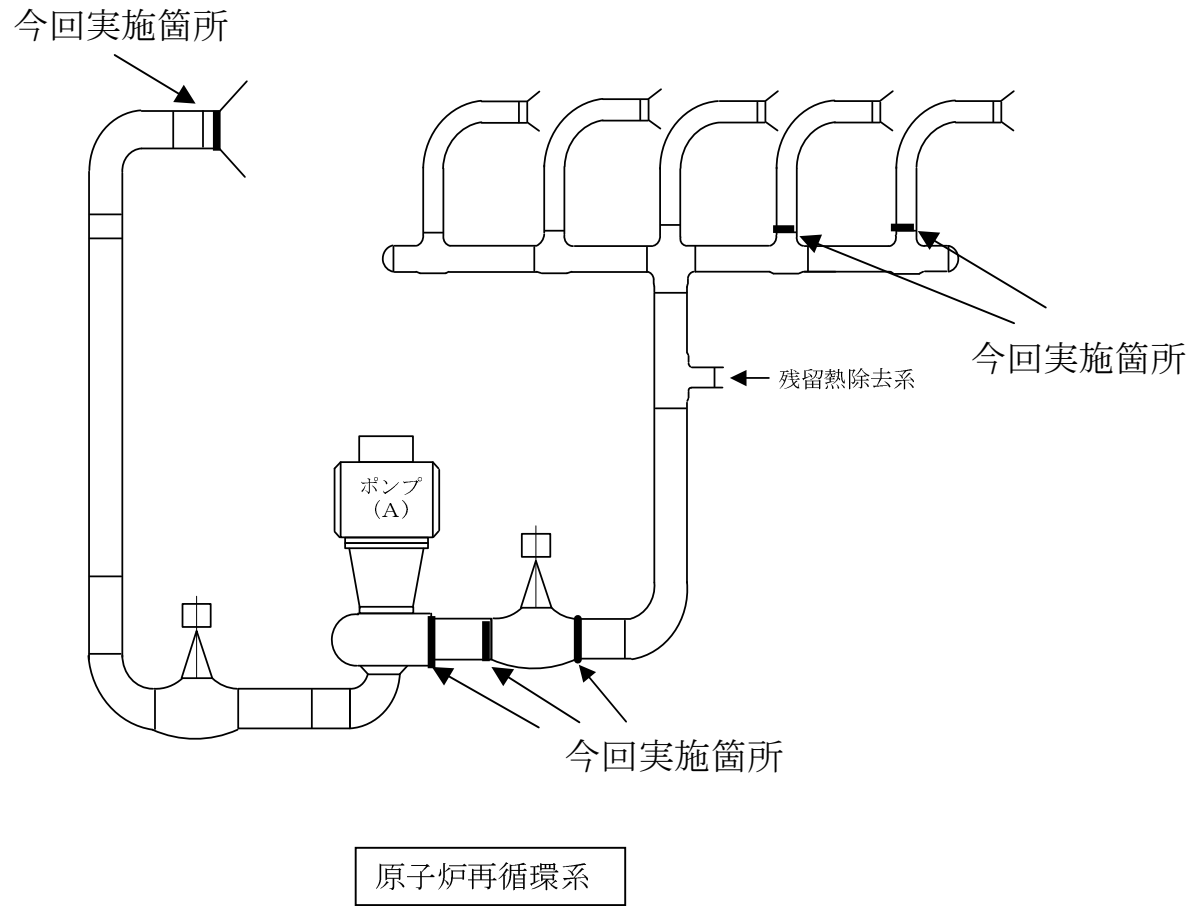 今回実施箇所
今回実施箇所
残留熱除去系
ポンプ
（A）
今回実施箇所
原子炉再循環系